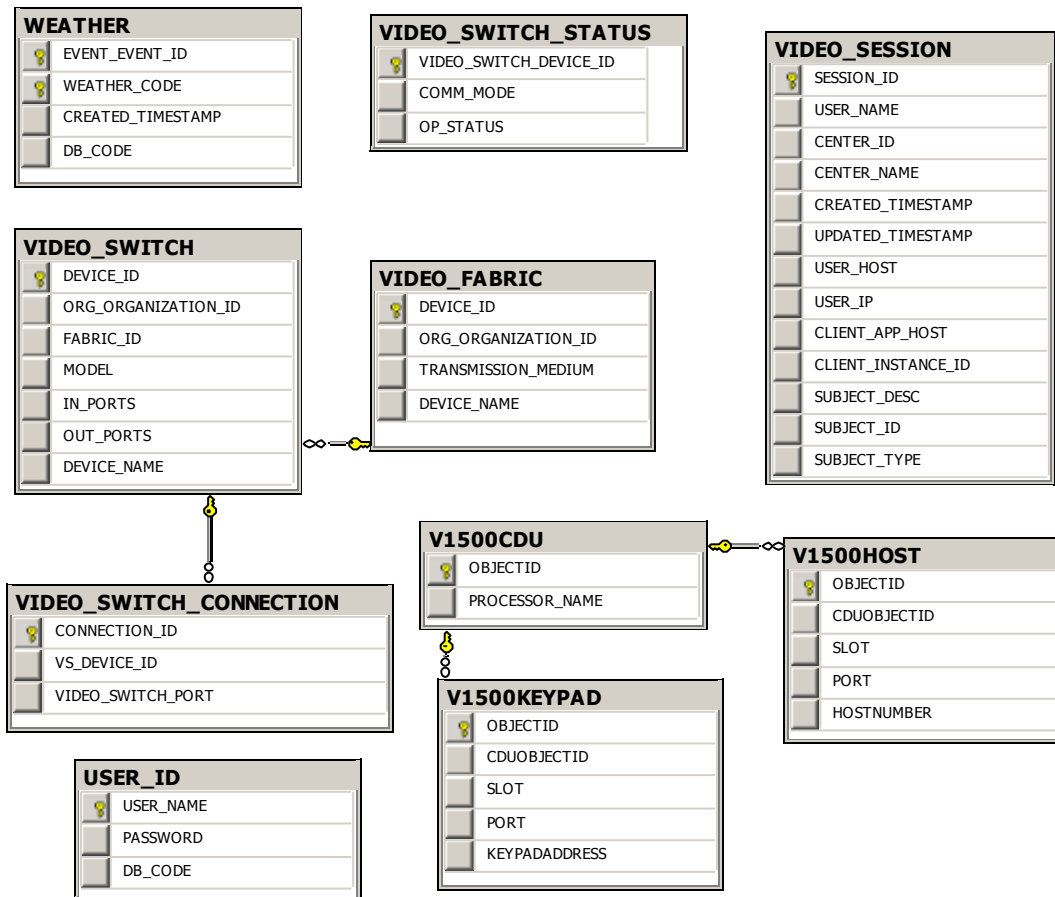 WEATHER
EVENT_EVENT_ID
WEATHER_CODE
CREATED_TIMESTAMP
DB_CODE
VIDEO_SWITCH_STATUS
VIDEO_SWITCH_DEVICE_ID
COMM_MODE
OP_STATUS
VIDEO_SESSION
SESSION_ID
USER_NAME
CENTER_ID
CENTER_NAME
CREATED_TIMESTAMP
UPDATED_TIMESTAMP
USER_HOST
USER_IP
CLIENT_APP_HOST
CLIENT_INSTANCE_ID
SUBJECT_DESC
SUBJECT_ID
SUBJECT_TYPE
VIDEO_SWITCH
DEVICE_ID
ORG_ORGANIZATION_ID
FABRIC_ID
MODEL
IN_PORTS
OUT_PORTS
DEVICE_NAME
VIDEO_FABRIC
DEVICE_ID
ORG_ORGANIZATION_ID
TRANSMISSION_MEDIUM
DEVICE_NAME
V1500CDU
OBJECTID
PROCESSOR_NAME
V1500HOST
OBJECTID
CDUOBJECTID
SLOT
PORT
HOSTNUMBER
VIDEO_SWITCH_CONNECTION
CONNECTION_ID
VS_DEVICE_ID
VIDEO_SWITCH_PORT
V1500KEYPAD
OBJECTID
CDUOBJECTID
SLOT
PORT
KEYPADADDRESS
USER_ID
USER_NAME
PASSWORD
DB_CODE